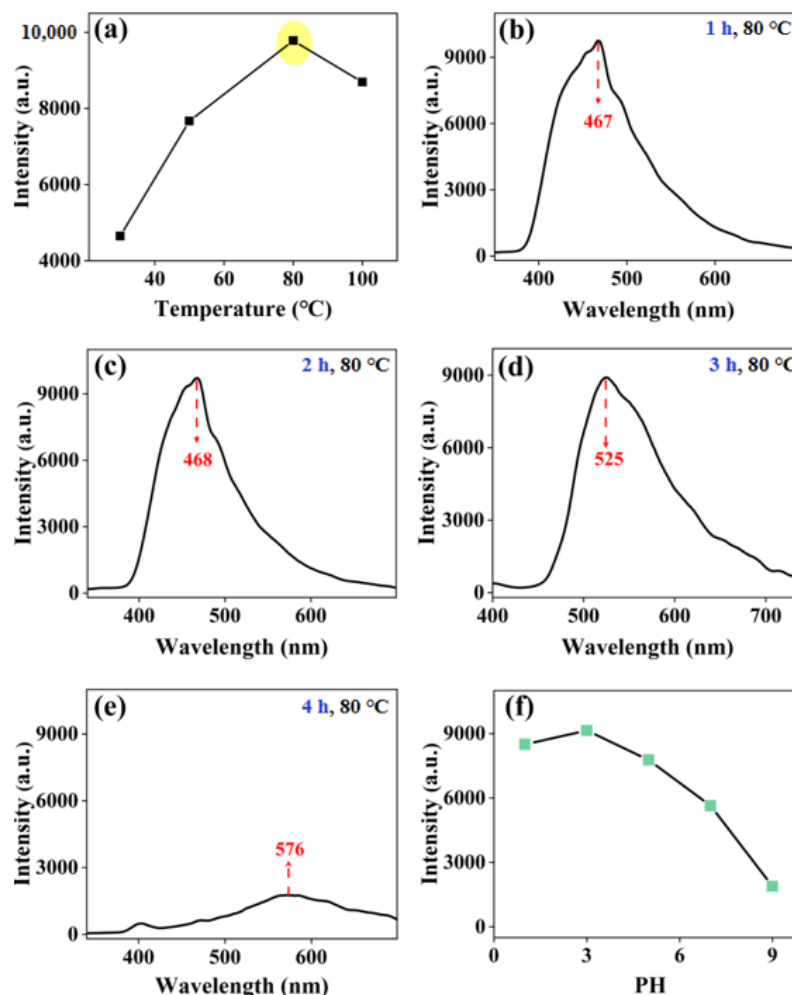 (a)
10,000
8000
6000
4000
Intensity (a.u.)
40 60 80 100
Temperature (°C)
(b)
1 h, 80 °C
9000
6000
3000
0
Intensity (a.u.)
467
400 500 600
Wavelength (nm)
(c)
2 h, 80 °C
9000
6000
3000
0
Intensity (a.u.)
468
400 500 600
Wavelength (nm)
(d)
3 h, 80 °C
9000
6000
3000
0
Intensity (a.u.)
525
400 500 600 700
Wavelength (nm)
(e)
4 h, 80 °C
9000
6000
3000
0
Intensity (a.u.)
576
400 500 600
Wavelength (nm)
(f)
9000
6000
3000
0
Intensity (a.u.)
0 3 6 9
PH